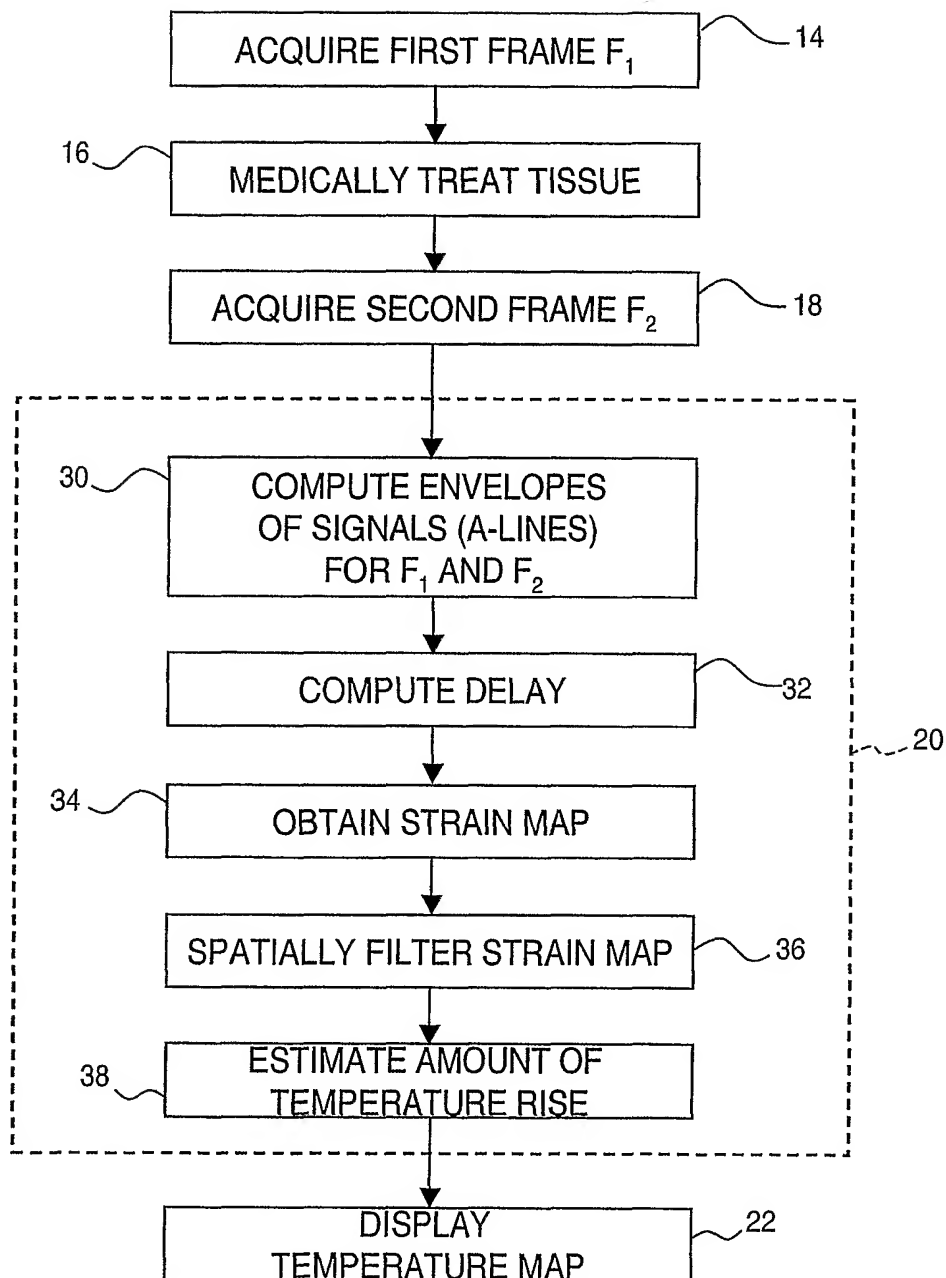 ACQUIRE FIRST FRAME F₁
14
16
MEDICALLY TREAT TISSUE
ACQUIRE SECOND FRAME F₂
18
30
COMPUTE ENVELOPES
OF SIGNALS (A-LINES)
FOR F₁ AND F₂
COMPUTE DELAY
32
20
34
OBTAIN STRAIN MAP
SPATIALLY FILTER STRAIN MAP
36
38
ESTIMATE AMOUNT OF
TEMPERATURE RISE
DISPLAY
TEMPERATURE MAP
22